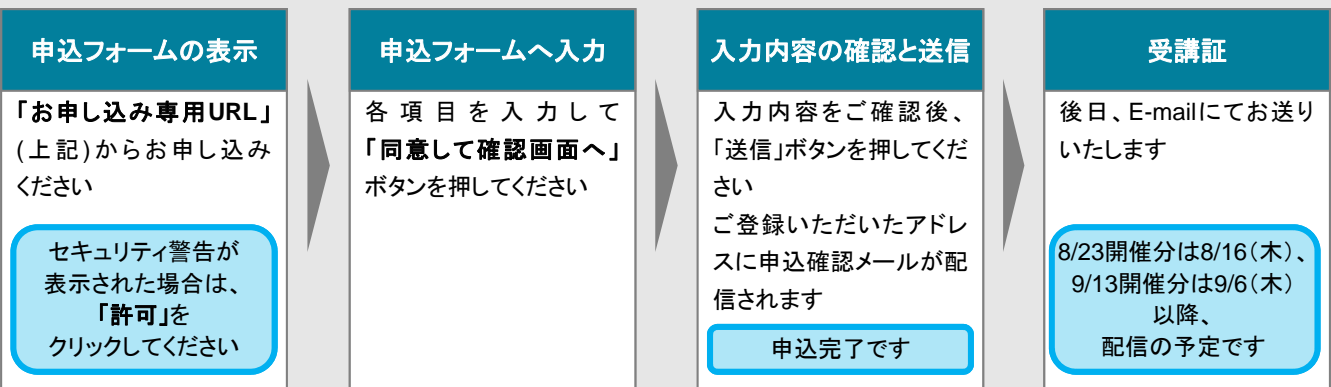 申込フォームの表示
「お申し込み専用URL」
(上記)からお申し込み
ください
セキュリティ警告が
表示された場合は、
「許可」を
クリックしてください
申込フォームへ入力
各項目を入力して
「同意して確認画面へ」
ボタンを押してください
入力内容の確認と送信
入力内容をご確認後、
「送信」ボタンを押してくだ
さい
ご登録いただいたアドレ
スに申込確認メールが配
信されます
申込完了です
受講証
後日、E-mailにてお送り
いたします
8/23開催分は8/16(木)、
9/13開催分は9/6(木)
以降、
配信の予定です